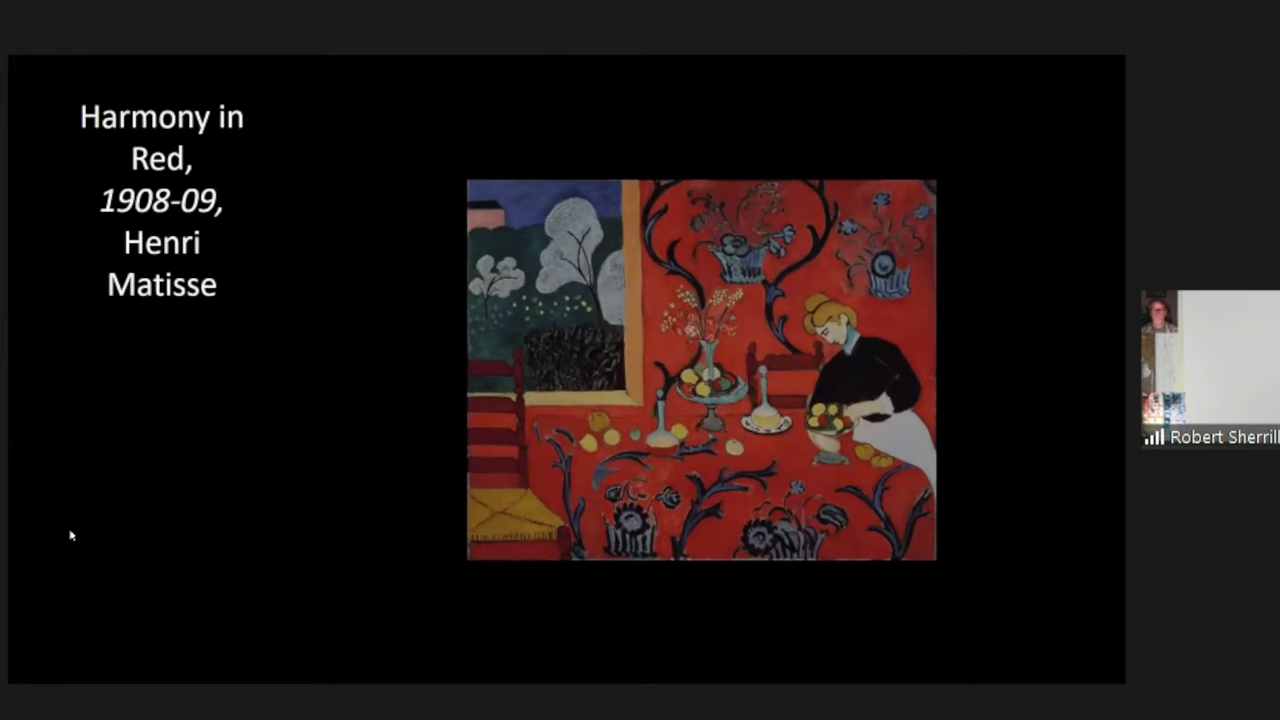 Harmony in
Red,
1908-09,
Henri
Matisse
Robert Sherrill